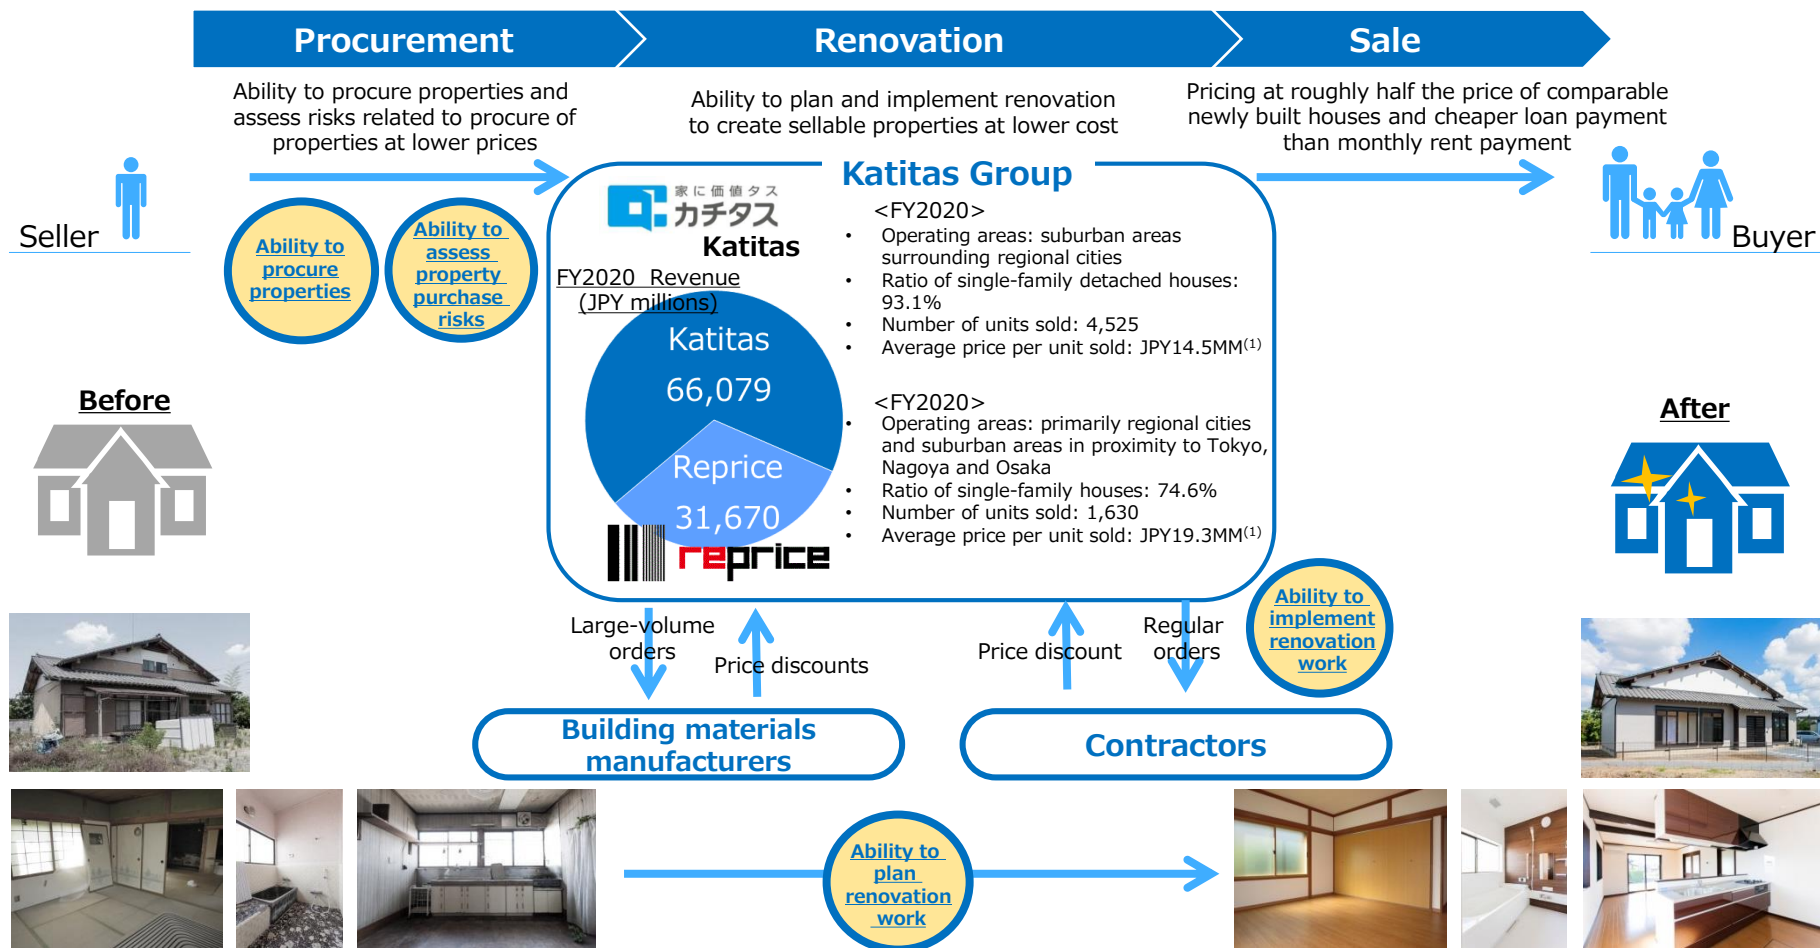 Procurement
Renovation
Sale
Ability to procure properties and
assess risks related to procure of
properties at lower prices
Ability to plan and implement renovation
to create sellable properties at lower cost
Pricing at roughly half the price of comparable
newly built houses and cheaper loan payment
than monthly rent payment
Seller
Ability to
procure
properties
Ability to
assess
property
purchase
risks
Katitas Group
家に価値タス
カチタス
Katitas
FY2020 Revenue
(JPY millions)
Katitas
66,079
Reprice
31,670
reprice
<FY2020>
• Operating areas: suburban areas
surrounding regional cities
• Ratio of single-family detached houses:
93.1%
• Number of units sold: 4,525
• Average price per unit sold: JPY14.5MM(1)
<FY2020>
• Operating areas: primarily regional cities
and suburban areas in proximity to Tokyo,
Nagoya and Osaka
• Ratio of single-family houses: 74.6%
• Number of units sold: 1,630
• Average price per unit sold: JPY19.3MM(1)
Buyer
Before
After
Large-volume
orders
Price discounts
Price discount
Regular
orders
Ability to
implement
renovation
work
Building materials
manufacturers
Contractors
Ability to
plan
renovation
work